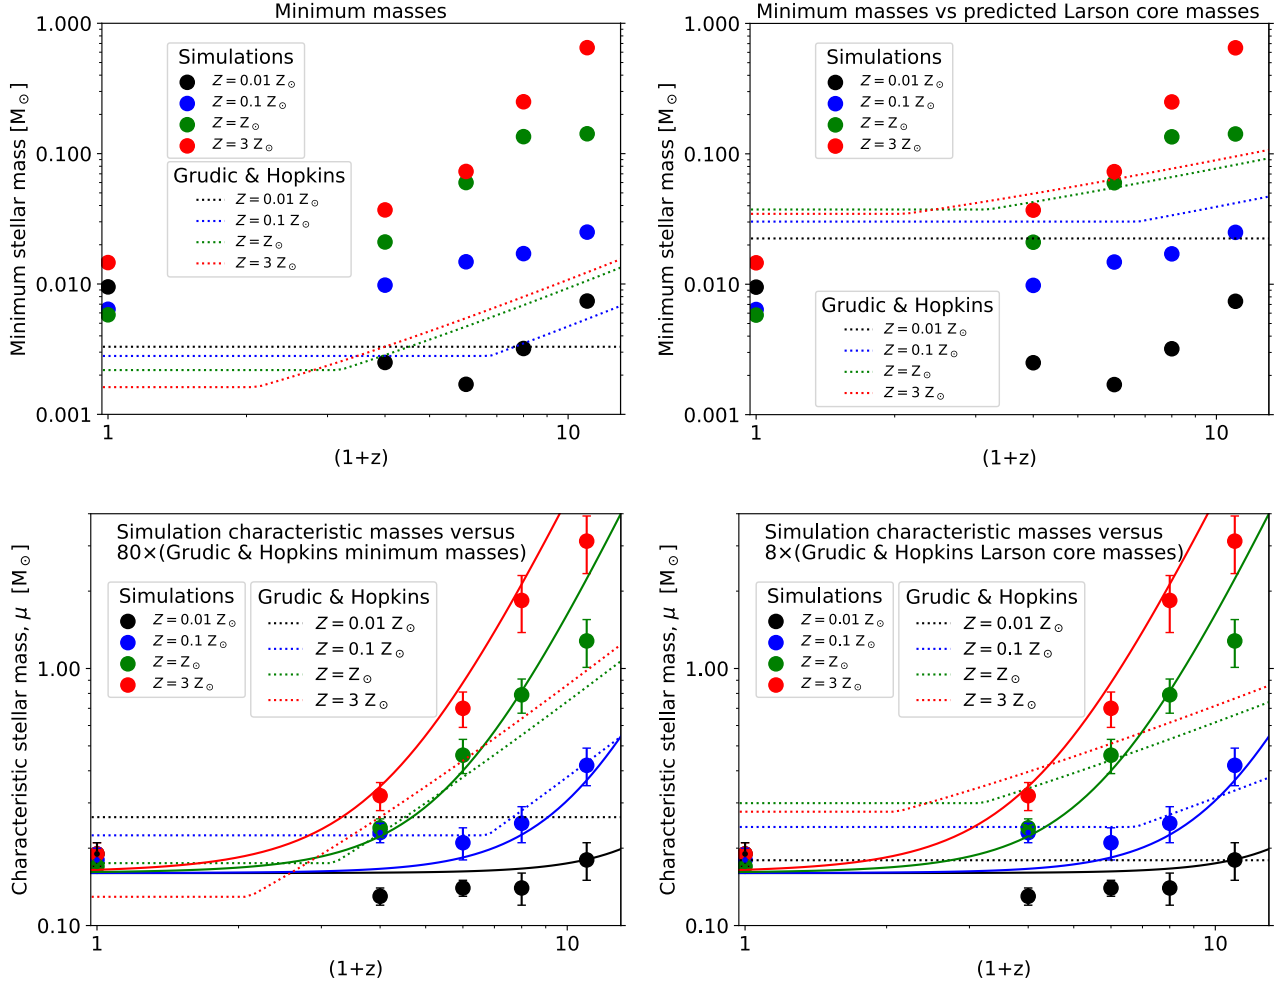 Minimum masses
Minimum stellar mass [M⊙]
1.000
0.100
0.010
0.001
Simulations
Z = 0.01 Z⊙
Z = 0.1 Z⊙
Z = Z⊙
Z = 3 Z⊙
Grudic & Hopkins
Z = 0.01 Z⊙
Z = 0.1 Z⊙
Z = Z⊙
Z = 3 Z⊙
1
10
(1+z)
Minimum masses vs predicted Larson core masses
Minimum stellar mass [M⊙]
1.000
0.100
0.010
0.001
Simulations
Z = 0.01 Z⊙
Z = 0.1 Z⊙
Z = Z⊙
Z = 3 Z⊙
Grudic & Hopkins
Z = 0.01 Z⊙
Z = 0.1 Z⊙
Z = Z⊙
Z = 3 Z⊙
1
10
(1+z)
Simulation characteristic masses versus
80×(Grudic & Hopkins minimum masses)
Characteristic stellar mass, μ [M⊙]
1.00
0.10
Simulations
Z = 0.01 Z⊙
Z = 0.1 Z⊙
Z = Z⊙
Z = 3 Z⊙
Grudic & Hopkins
Z = 0.01 Z⊙
Z = 0.1 Z⊙
Z = Z⊙
Z = 3 Z⊙
1
10
(1+z)
Simulation characteristic masses versus
8×(Grudic & Hopkins Larson core masses)
Characteristic stellar mass, μ [M⊙]
1.00
0.10
Simulations
Z = 0.01 Z⊙
Z = 0.1 Z⊙
Z = Z⊙
Z = 3 Z⊙
Grudic & Hopkins
Z = 0.01 Z⊙
Z = 0.1 Z⊙
Z = Z⊙
Z = 3 Z⊙
1
10
(1+z)